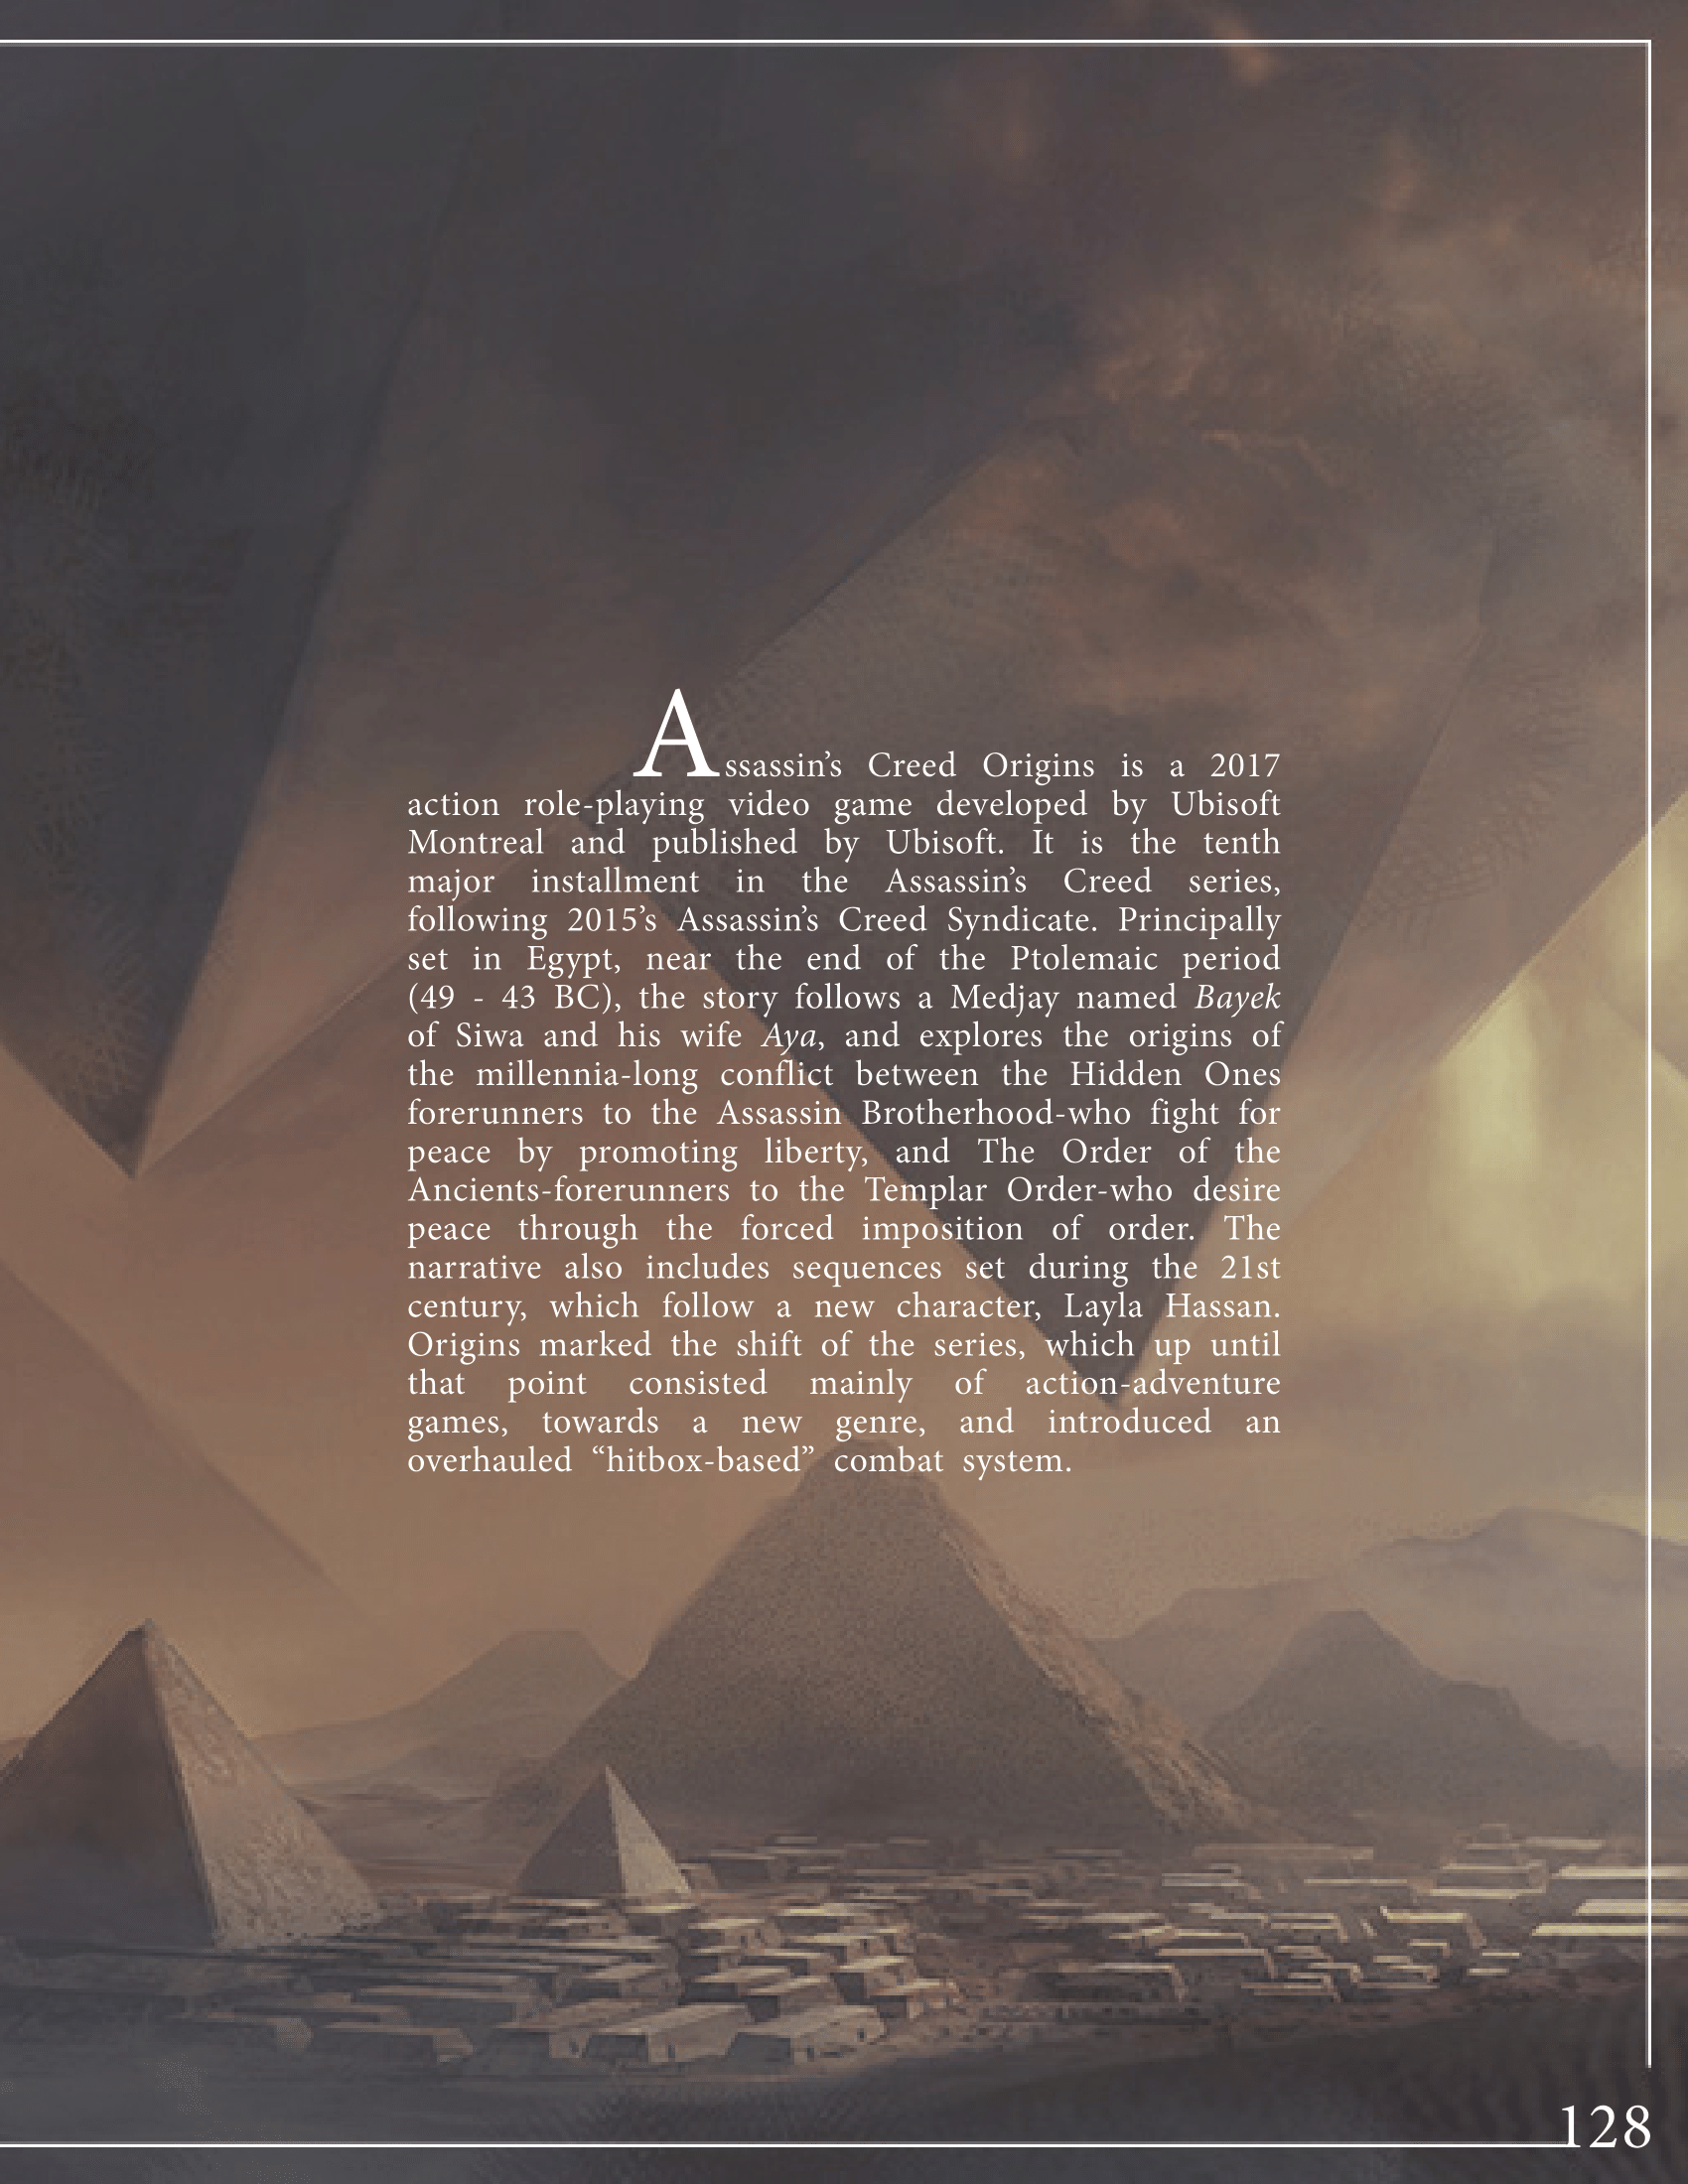 Assassin’s Creed Origins is a 2017
action role-playing video game developed by Ubisoft
Montreal and published by Ubisoft. It is the tenth
major installment in the Assassin’s Creed series,
following 2015’s Assassin’s Creed Syndicate. Principally
set in Egypt, near the end of the Ptolemaic period
(49 - 43 BC), the story follows a Medjay named Bayek
of Siwa and his wife Aya, and explores the origins of
the millennia-long conflict between the Hidden Ones
forerunners to the Assassin Brotherhood-who fight for
peace by promoting liberty, and The Order of the
Ancients-forerunners to the Templar Order-who desire
peace through the forced imposition of order. The
narrative also includes sequences set during the 21st
century, which follow a new character, Layla Hassan.
Origins marked the shift of the series, which up until
that point consisted mainly of action-adventure
games, towards a new genre, and introduced an
overhauled “hitbox-based” combat system.
128